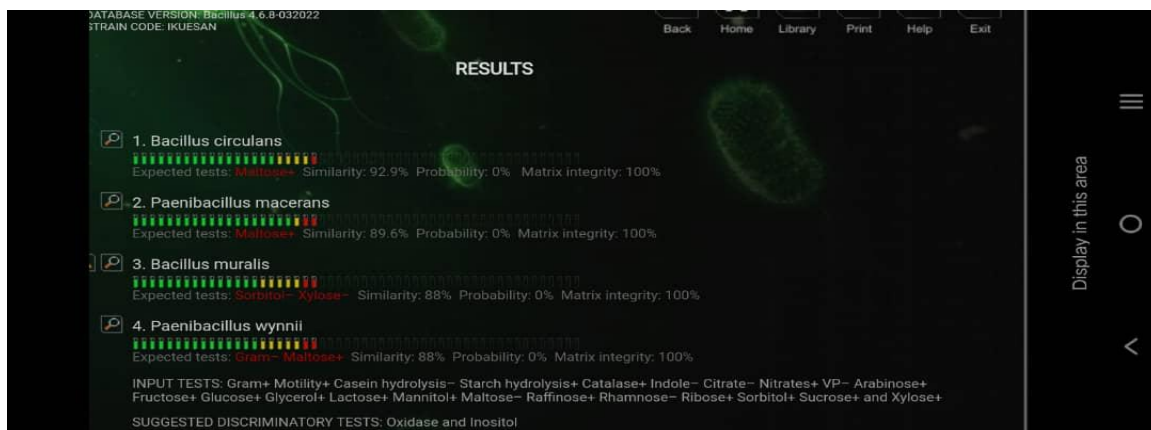 DATABASE VERSION: Bacillus 4.6.8-032022
STRAIN CODE: IKUESAN
Back Home Library Print Help Exit
RESULTS
1. Bacillus circulans
Expected tests: Maltose+ Similarity: 92.9% Probability: 0% Matrix integrity: 100%
2. Paenibacillus macerans
Expected tests: Maltose+ Similarity: 89.6% Probability: 0% Matrix integrity: 100%
3. Bacillus muralis
Expected tests: Sorbitol− Xylose− Similarity: 88% Probability: 0% Matrix integrity: 100%
4. Paenibacillus wynnii
Expected tests: Gram− Maltose+ Similarity: 88% Probability: 0% Matrix integrity: 100%
INPUT TESTS: Gram+ Motility+ Casein hydrolysis− Starch hydrolysis+ Catalase+ Indole− Citrate− Nitrates+ VP− Arabinose+
Fructose+ Glucose+ Glycerol+ Lactose+ Mannitol+ Maltose− Raffinose+ Rhamnose− Ribose+ Sorbitol+ Sucrose+ and Xylose+
SUGGESTED DISCRIMINATORY TESTS: Oxidase and Inositol
Display in this area